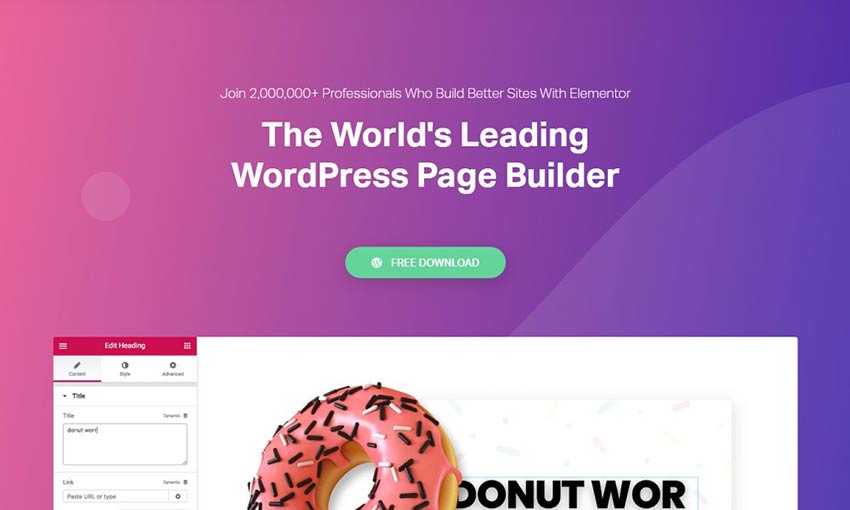 Join 2,000,000+ Professionals Who Build Better Sites With Elementor
The World's Leading
WordPress Page Builder
FREE DOWNLOAD
Edit Heading
Content Style Advanced
Title
Title Dynamic
donut worr
Link Dynamic
Paste URL or type
DONUT WOR